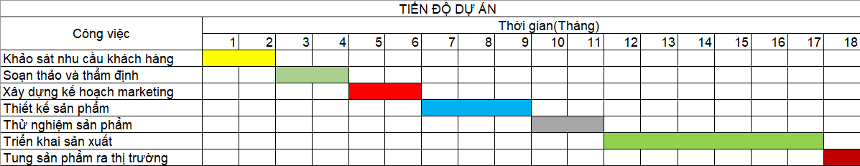 TIẾN ĐỘ DỰ ÁN
Công việc
Thời gian(Tháng)
1 2 3 4 5 6 7 8 9 10 11 12 13 14 15 16 17 18
Khảo sát nhu cầu khách hàng
Soạn thảo và thẩm định
Xây dựng kế hoạch marketing
Thiết kế sản phẩm
Thử nghiệm sản phẩm
Triển khai sản xuất
Tung sản phẩm ra thị trường